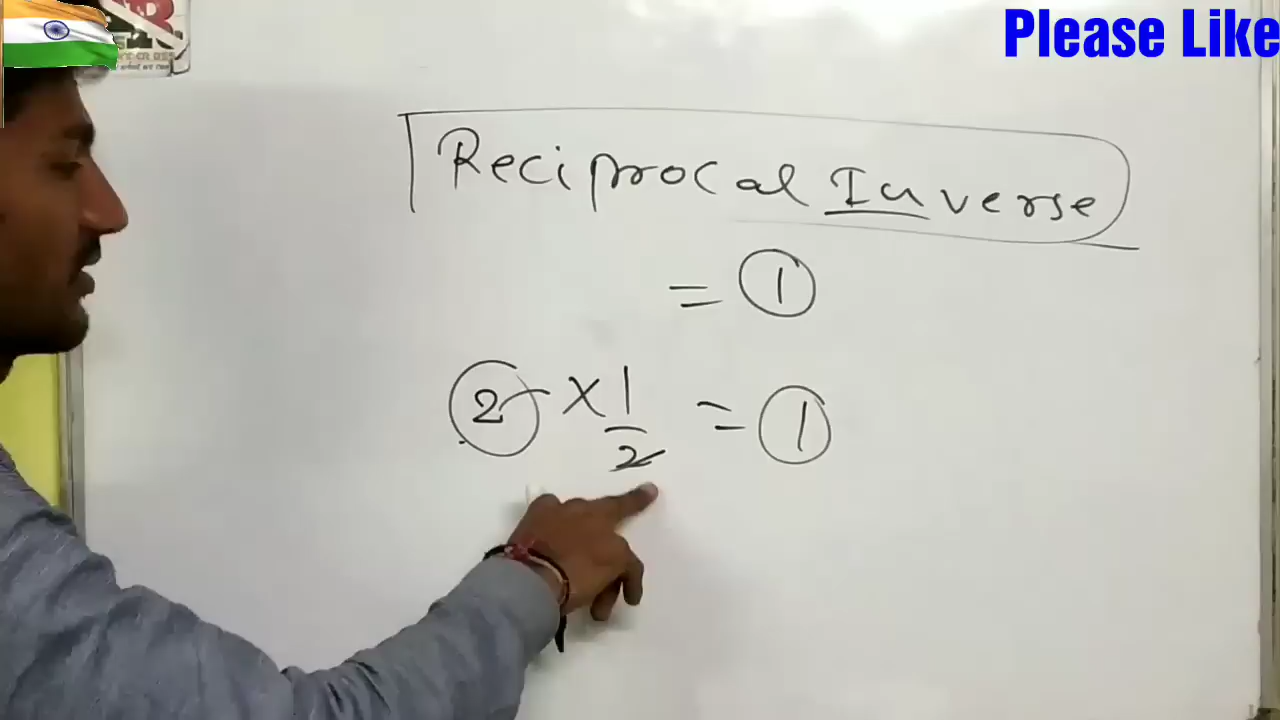 Please Like
Reciprocal Inverse
= 1
2 × 1/2 = 1